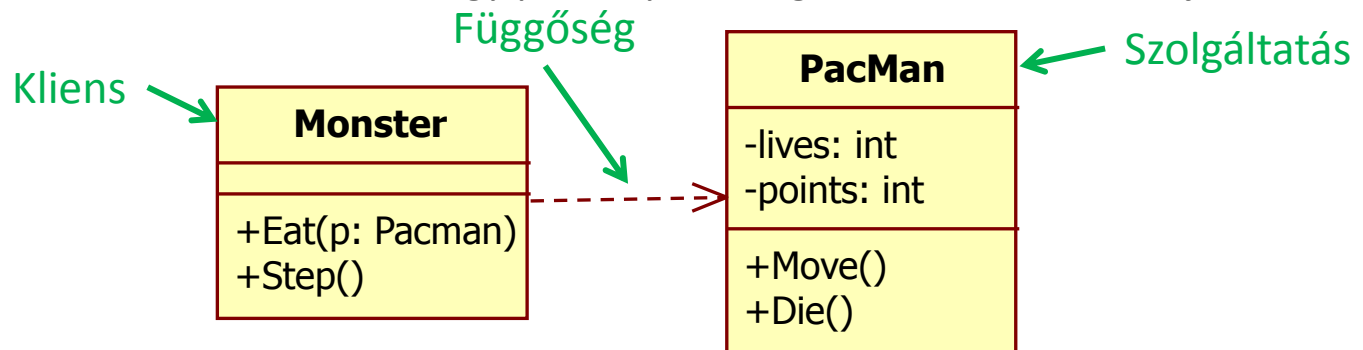 Függőség
Kliens
Szolgáltatás
Monster
+Eat(p: Pacman)
+Step()
PacMan
-lives: int
-points: int
+Move()
+Die()